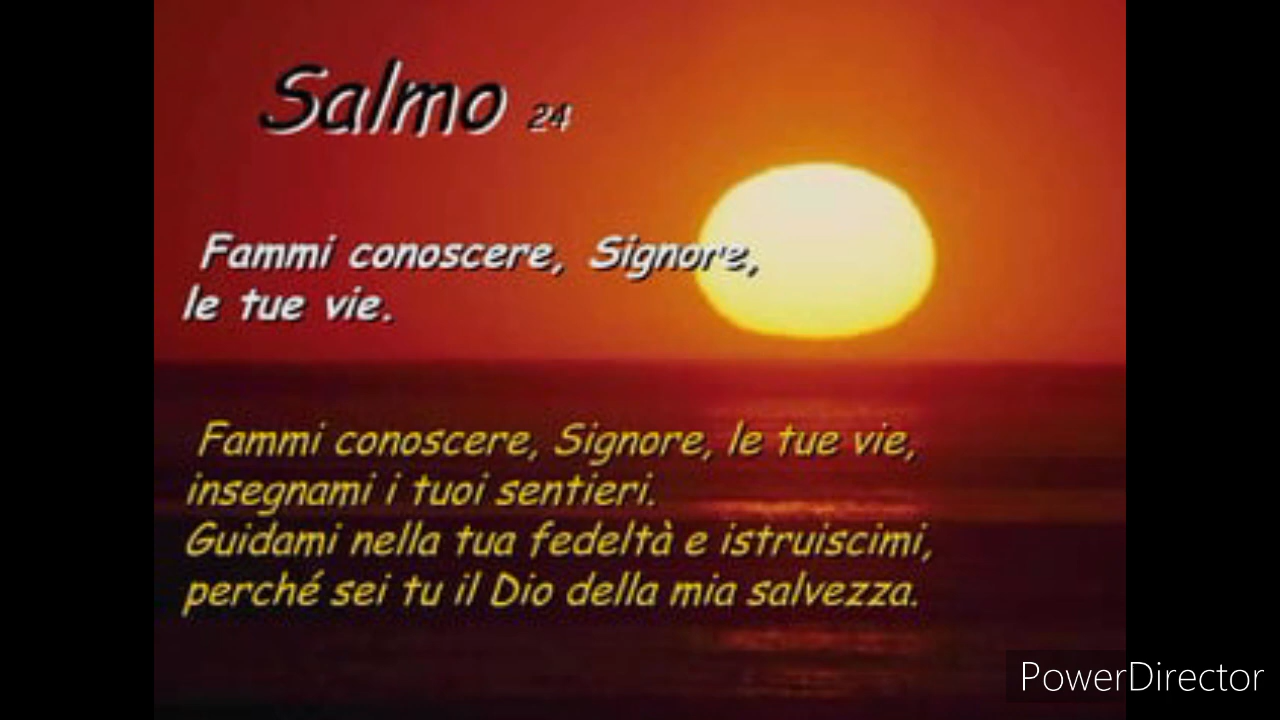 Salmo 24
Fammi conoscere, Signore,
le tue vie.
Fammi conoscere, Signore, le tue vie,
insegnami i tuoi sentieri.
Guidami nella tua fedeltà e istruiscimi,
perché sei tu il Dio della mia salvezza.
PowerDirector